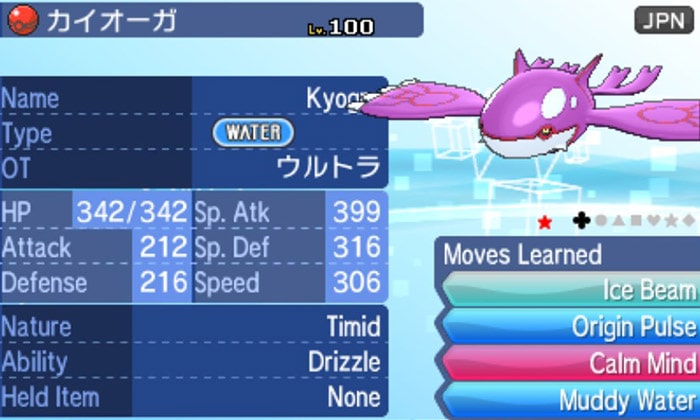 カイオーガ Lv.100 JPN
Name
Type WATER
OT ウルトラ
HP 342/342 Sp. Atk 399
Attack 212 Sp. Def 316
Defense 216 Speed 306
Nature Timid
Ability Drizzle
Held Item None
Moves Learned
Ice Beam
Origin Pulse
Calm Mind
Muddy Water